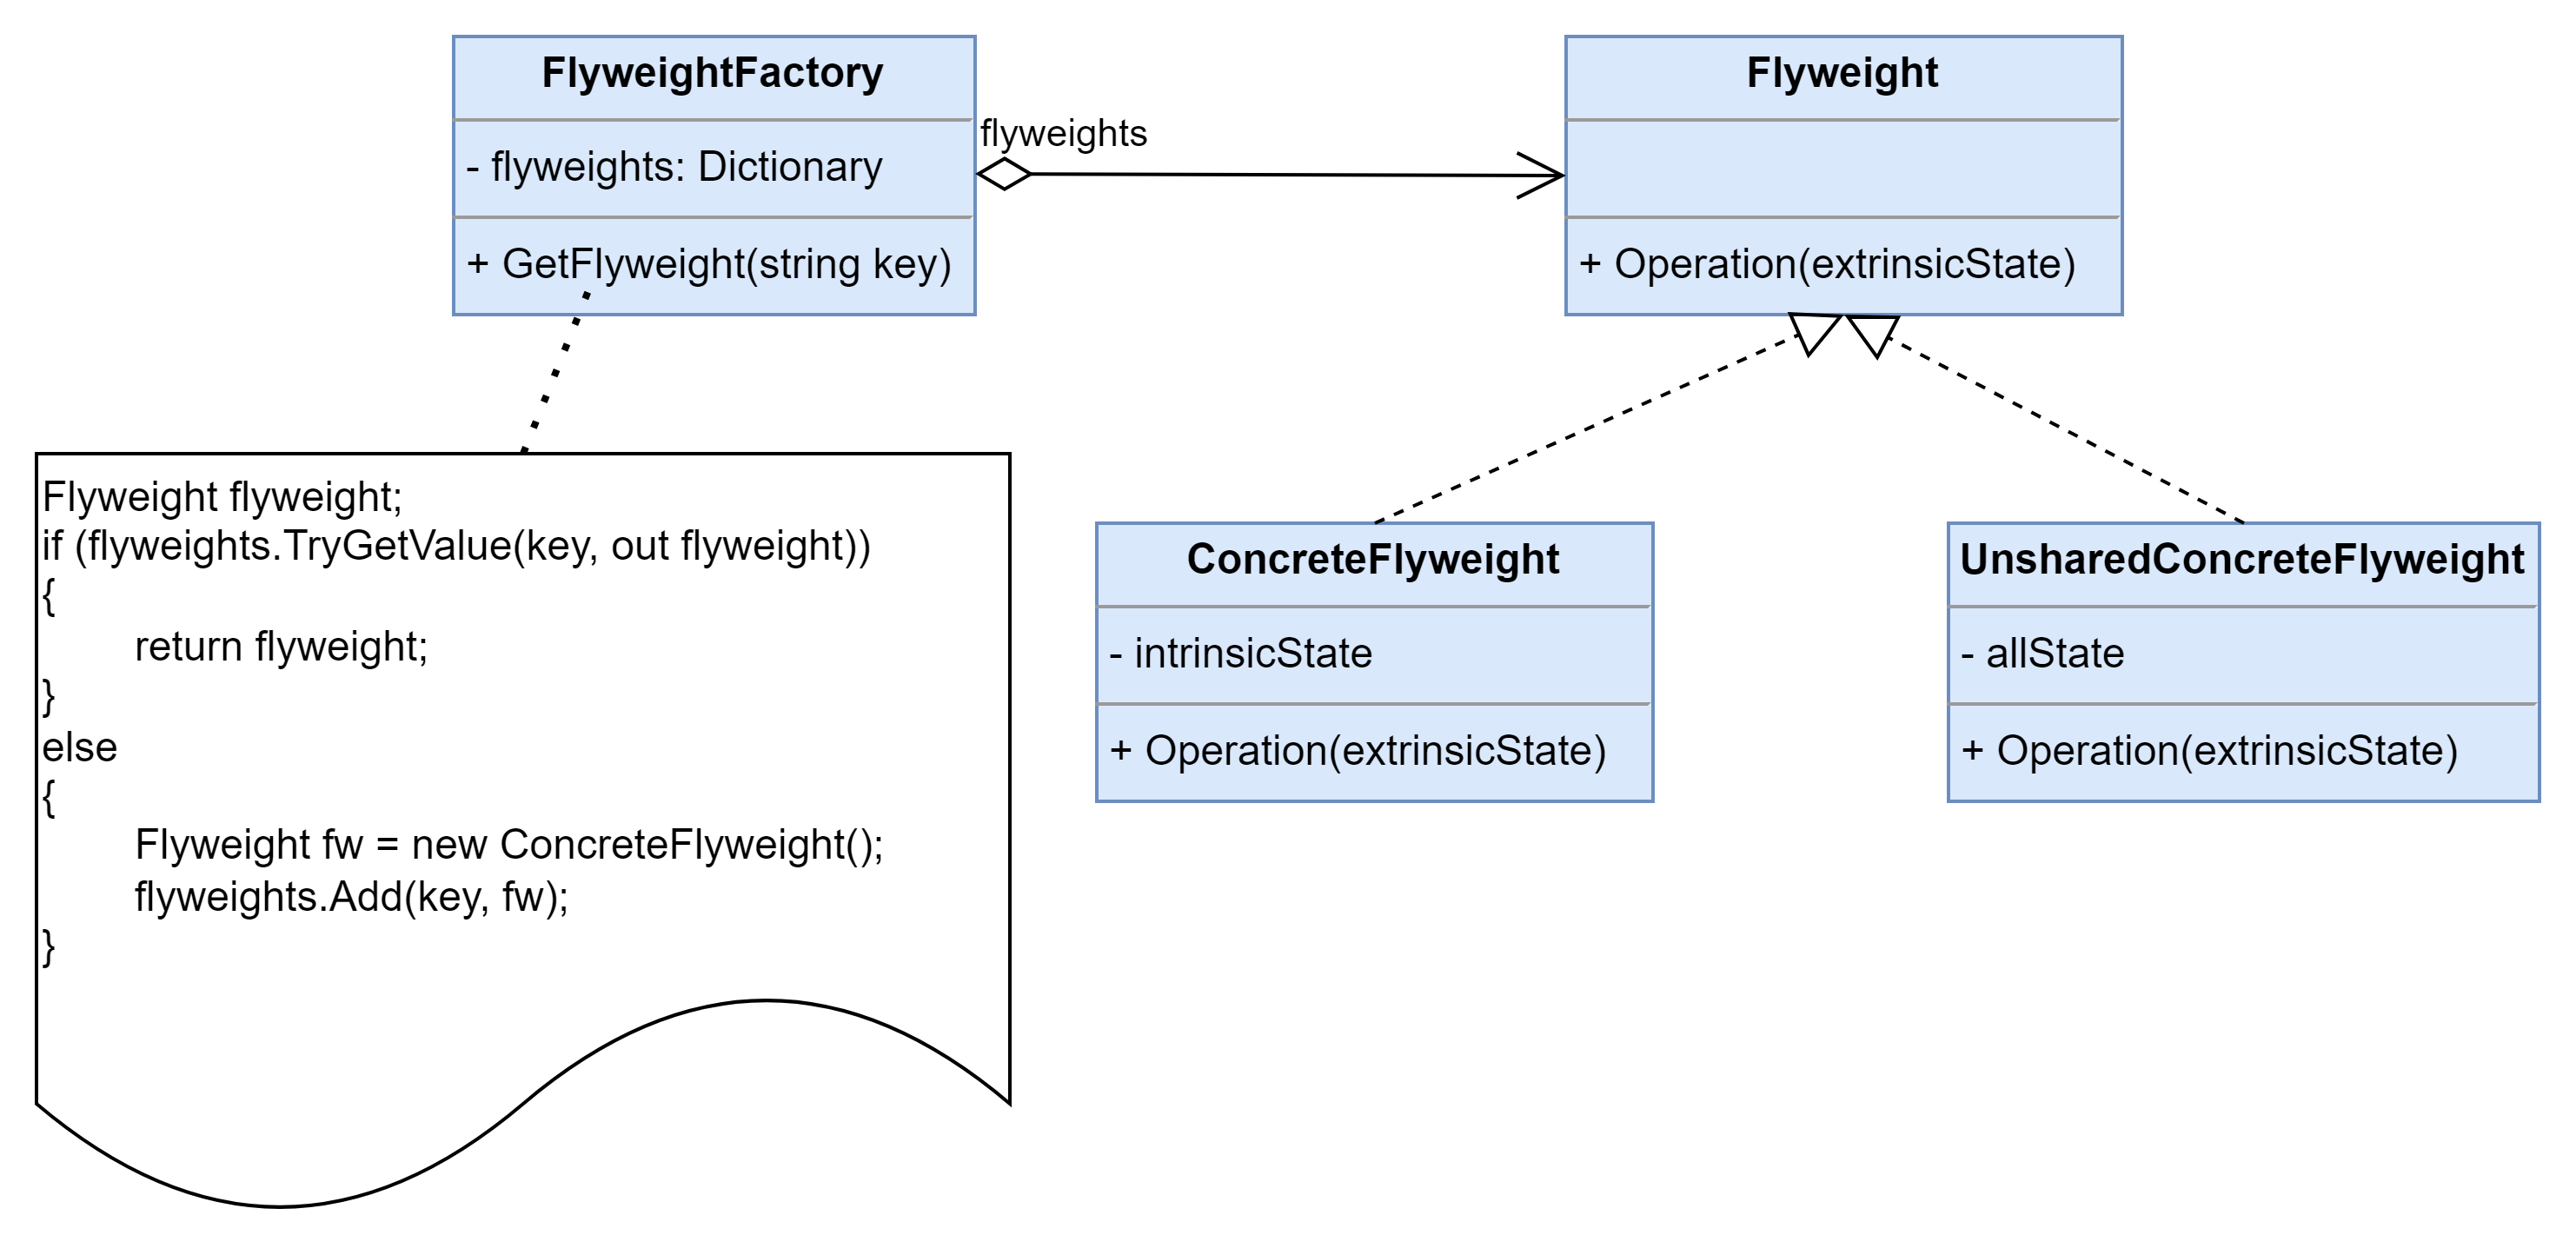 FlyweightFactory
- flyweights: Dictionary
+ GetFlyweight(string key)
flyweights
Flyweight
+ Operation(extrinsicState)
Flyweight flyweight;
if (flyweights.TryGetValue(key, out flyweight))
{
return flyweight;
}
else
{
Flyweight fw = new ConcreteFlyweight();
flyweights.Add(key, fw);
}
ConcreteFlyweight
- intrinsicState
+ Operation(extrinsicState)
UnsharedConcreteFlyweight
- allState
+ Operation(extrinsicState)